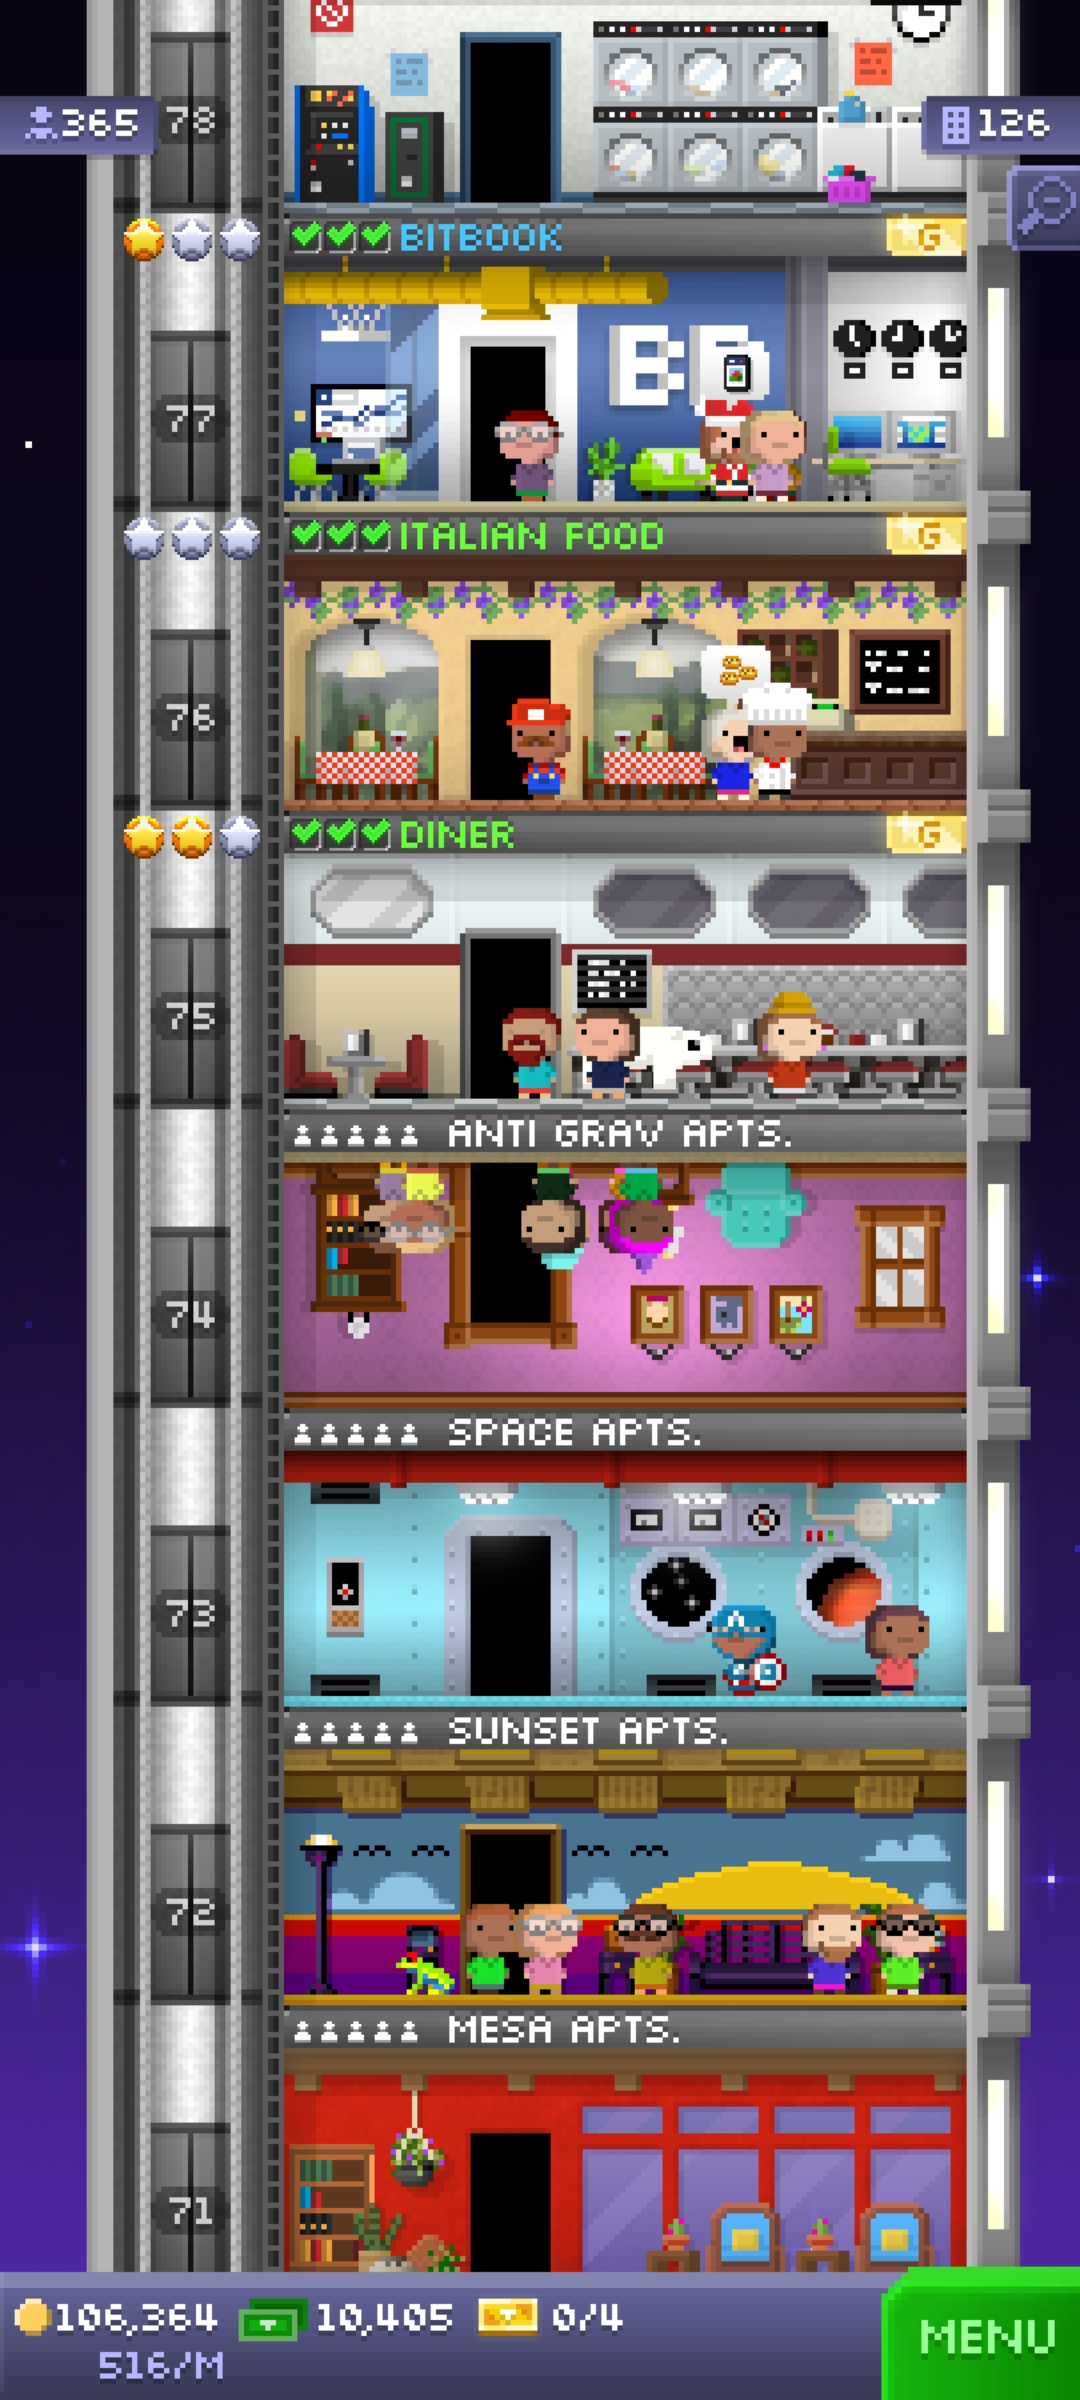 365
78
126
BITBOOK
G
77
BB
ITALIAN FOOD
G
76
DINER
G
75
ANTI GRAV APTS.
74
SPACE APTS.
73
SUNSET APTS.
72
MESA APTS.
71
106,364
10,405
0/4
516/M
MENU